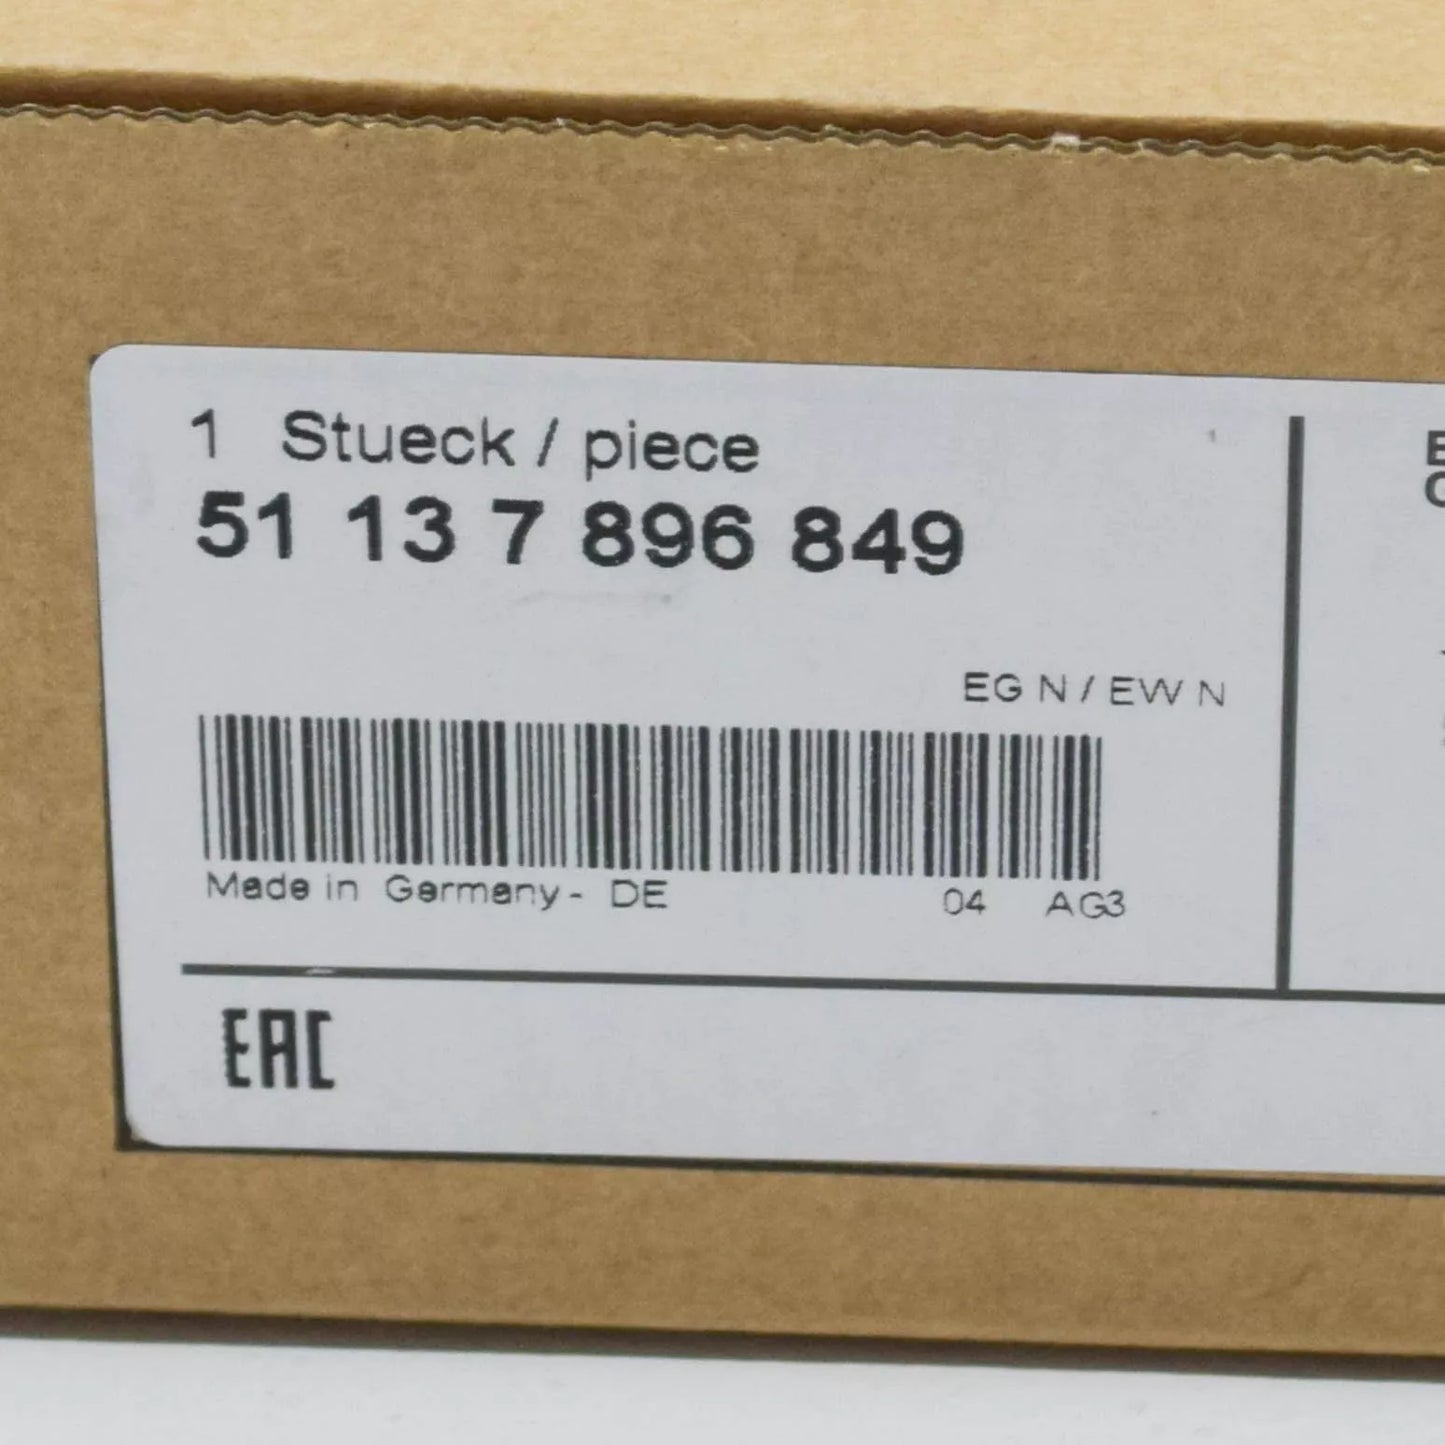 1 Stueck / piece
51 13 7 896 849
EG N / EW N
Made in Germany - DE 04 AG3
EAC